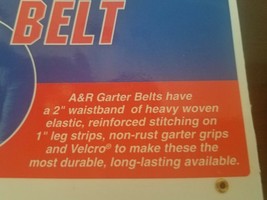 BELT
A&R Garter Belts have
a 2" waistband of heavy woven
elastic, reinforced stitching on
1" leg strips, non-rust garter grips
and Velcro® to make these the
most durable, long-lasting available.